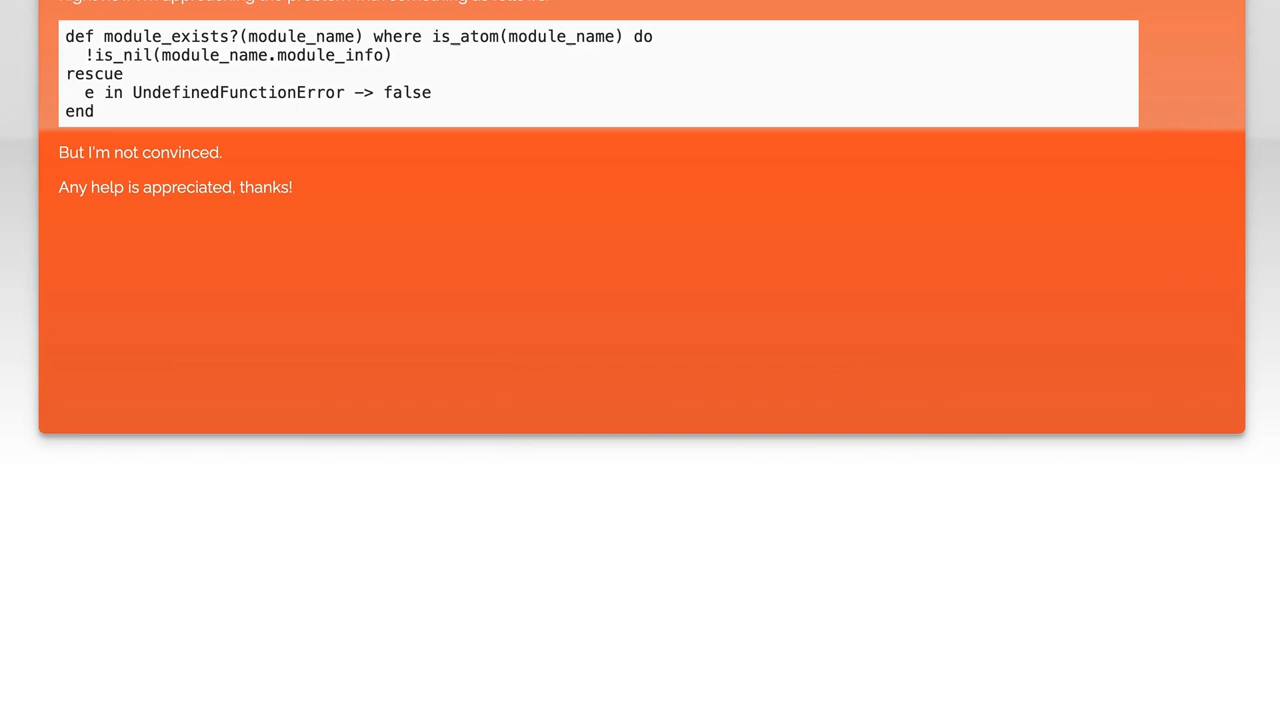 def module_exists?(module_name) where is_atom(module_name) do
  !is_nil(module_name.module_info)
rescue
  e in UndefinedFunctionError -> false
end
But I'm not convinced.
Any help is appreciated, thanks!